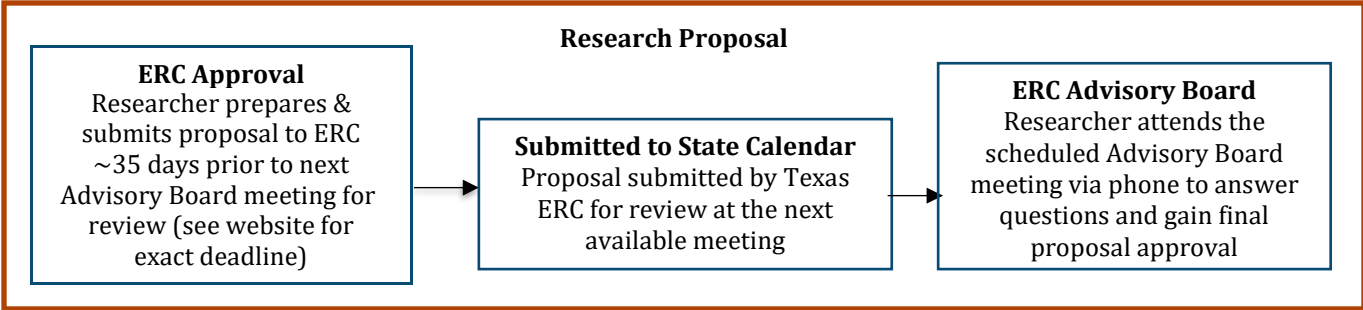 Research Proposal
ERC Approval
Researcher prepares &
submits proposal to ERC
~35 days prior to next
Advisory Board meeting for
review (see website for
exact deadline)
Submitted to State Calendar
Proposal submitted by Texas
ERC for review at the next
available meeting
ERC Advisory Board
Researcher attends the
scheduled Advisory Board
meeting via phone to answer
questions and gain final
proposal approval